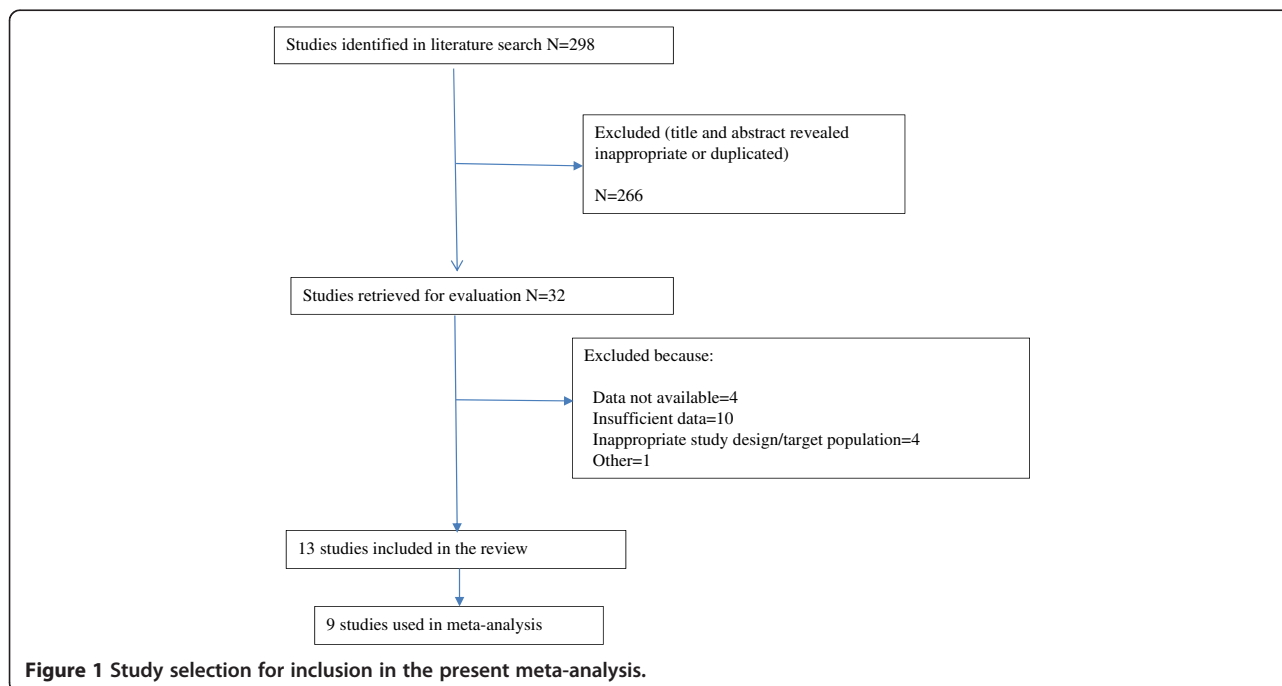 Studies identified in literature search N=298
Excluded (title and abstract revealed
inappropriate or duplicated)
N=266
Studies retrieved for evaluation N=32
Excluded because:
Data not available=4
Insufficient data=10
Inappropriate study design/target population=4
Other=1
13 studies included in the review
9 studies used in meta-analysis
Figure 1 Study selection for inclusion in the present meta-analysis.